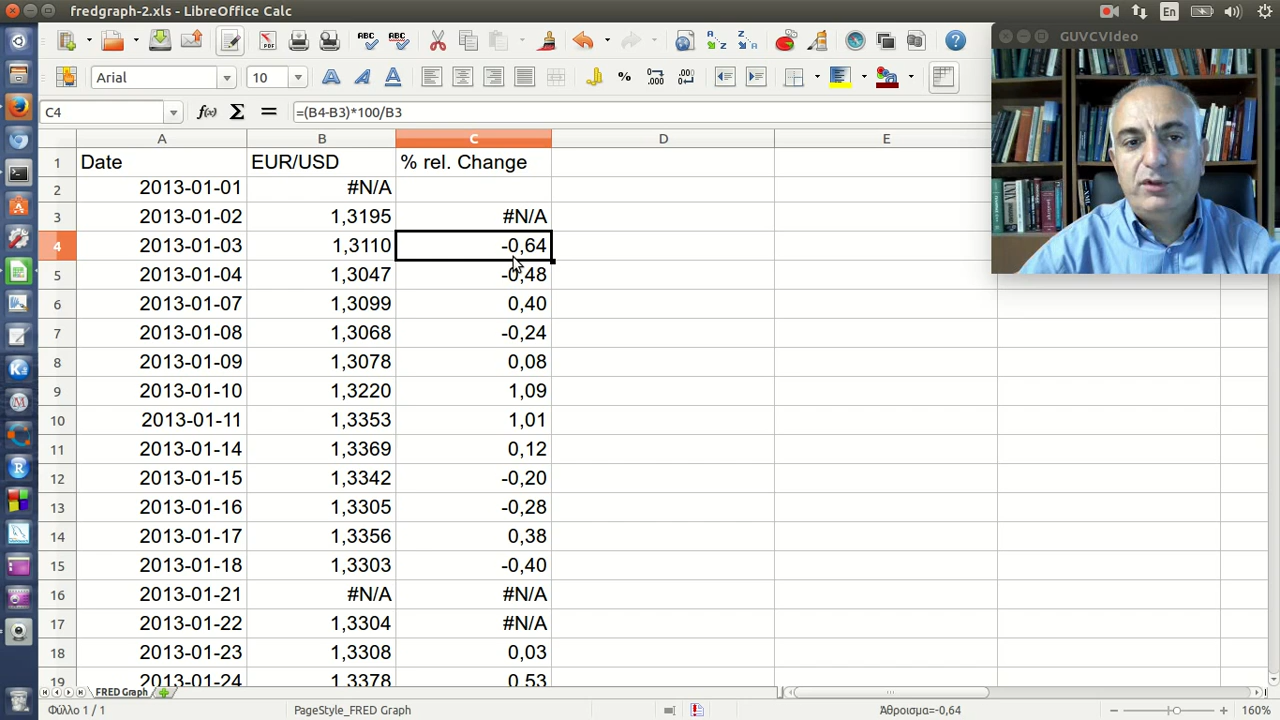 fredgraph-2.xls - LibreOffice Calc
En
GUVCVIdeo
Arial
10
C4
=(B4-B3)*100/B3
A B C D E
1 Date EUR/USD % rel. Change
2 2013-01-01 #N/A
3 2013-01-02 1,3195 #N/A
4 2013-01-03 1,3110 -0,64
5 2013-01-04 1,3047 -0,48
6 2013-01-07 1,3099 0,40
7 2013-01-08 1,3068 -0,24
8 2013-01-09 1,3078 0,08
9 2013-01-10 1,3220 1,09
10 2013-01-11 1,3353 1,01
11 2013-01-14 1,3369 0,12
12 2013-01-15 1,3342 -0,20
13 2013-01-16 1,3305 -0,28
14 2013-01-17 1,3356 0,38
15 2013-01-18 1,3303 -0,40
16 2013-01-21 #N/A #N/A
17 2013-01-22 1,3304 #N/A
18 2013-01-23 1,3308 0,03
19 2013-01-24 1,3378 0,53
FRED Graph
Φύλλο 1 / 1
PageStyle_FRED Graph
Άθροισμα=-0,64
160%